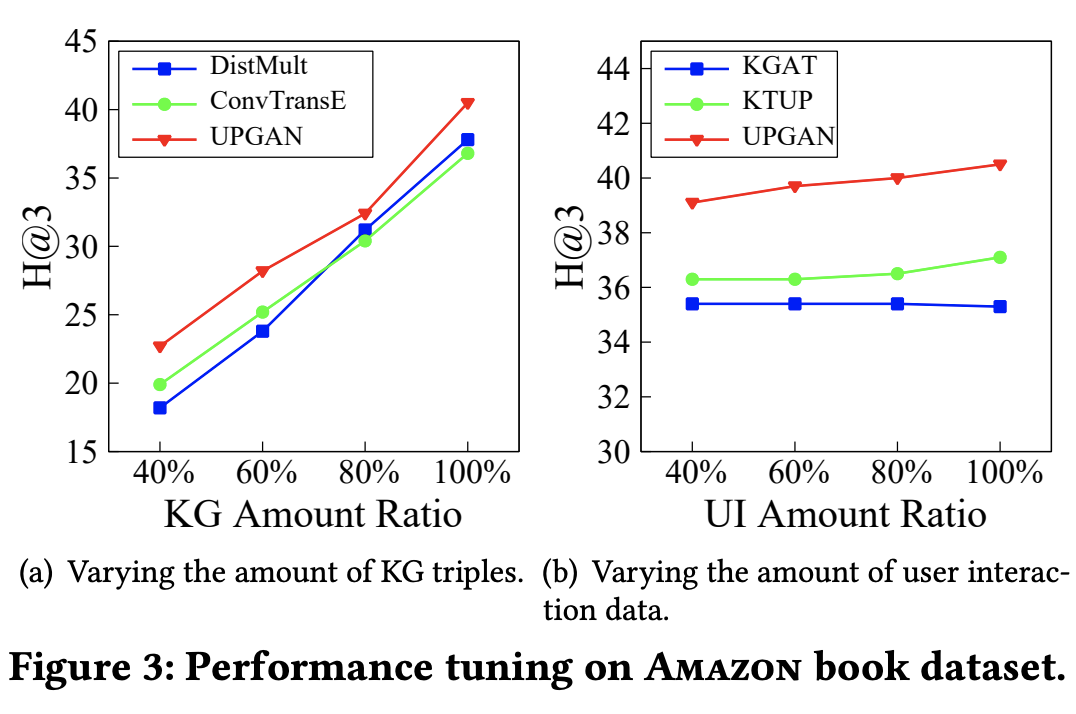 45
40
35
30
25
20
15
H@3
DistMult
ConvTransE
UPGAN
40% 60% 80% 100%
KG Amount Ratio
(a) Varying the amount of KG triples.
44
42
40
38
36
34
32
30
H@3
KGAT
KTUP
UPGAN
40% 60% 80% 100%
UI Amount Ratio
(b) Varying the amount of user interac-
tion data.
Figure 3: Performance tuning on Amazon book dataset.